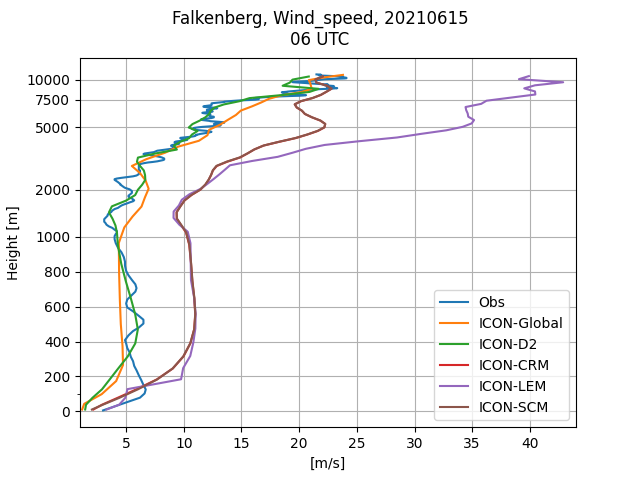 Falkenberg, Wind_speed, 20210615
06 UTC
10000
7500
5000
2000
1000
800
600
400
200
0
Height [m]
Obs
ICON-Global
ICON-D2
ICON-CRM
ICON-LEM
ICON-SCM
5 10 15 20 25 30 35 40
[m/s]